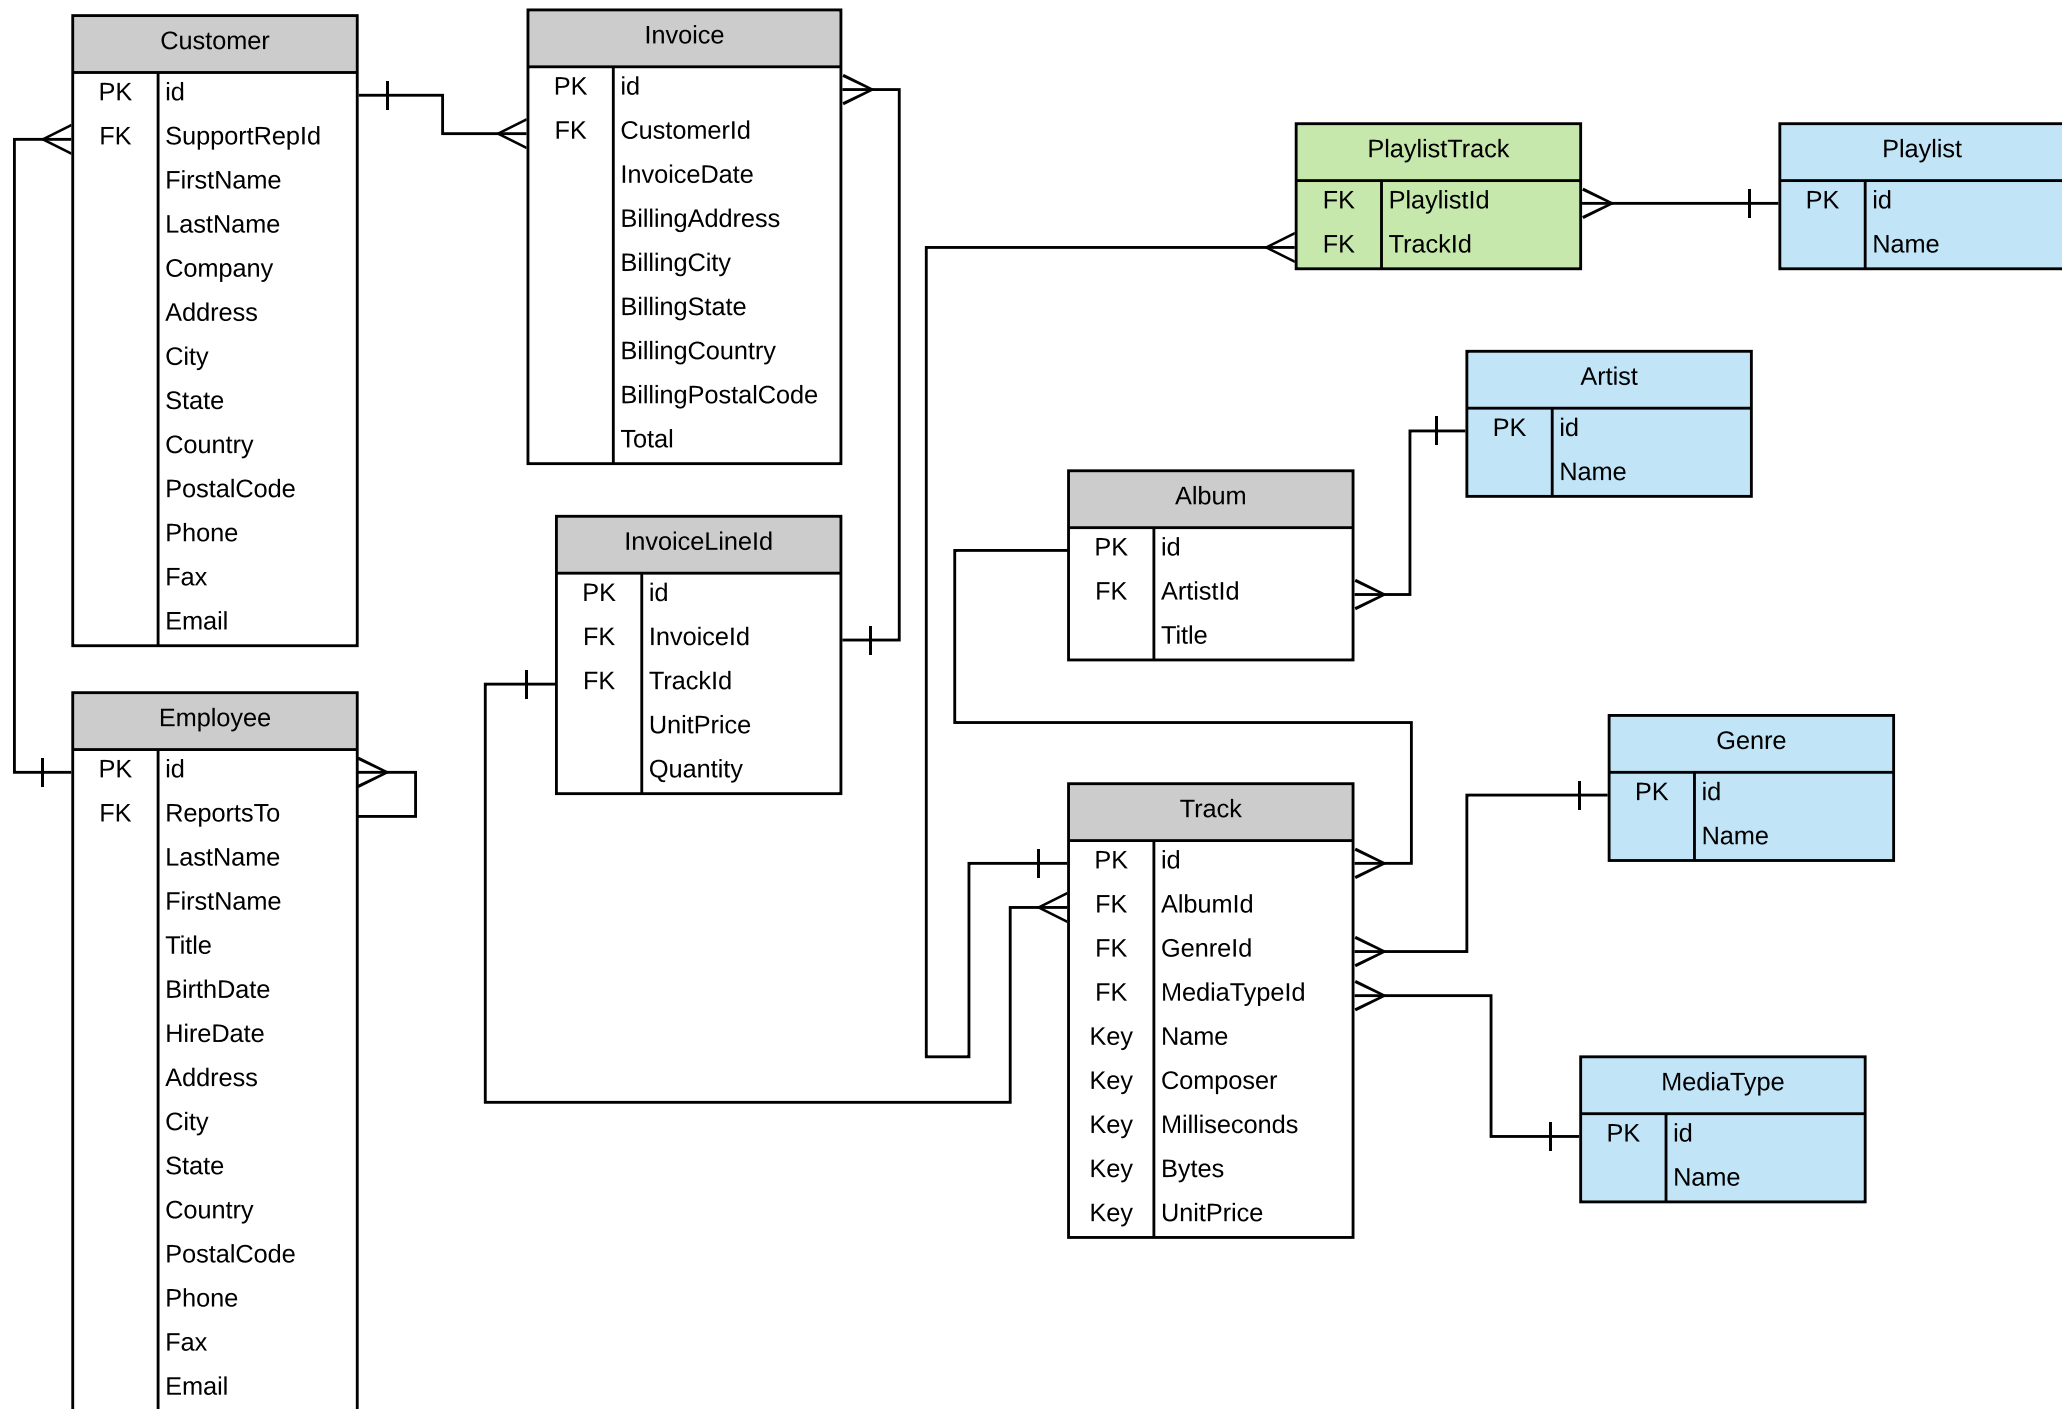 Customer
PK id
FK SupportRepId
FirstName
LastName
Company
Address
City
State
Country
PostalCode
Phone
Fax
Email
Invoice
PK id
FK CustomerId
InvoiceDate
BillingAddress
BillingCity
BillingState
BillingCountry
BillingPostalCode
Total
PlaylistTrack
FK PlaylistId
FK TrackId
Playlist
PK id
Name
Artist
PK id
Name
Album
PK id
FK ArtistId
Title
InvoiceLineId
PK id
FK InvoiceId
FK TrackId
UnitPrice
Quantity
Employee
PK id
FK ReportsTo
LastName
FirstName
Title
BirthDate
HireDate
Address
City
State
Country
PostalCode
Phone
Fax
Email
Track
PK id
FK AlbumId
FK GenreId
FK MediaTypeId
Key Name
Key Composer
Key Milliseconds
Key Bytes
Key UnitPrice
Genre
PK id
Name
MediaType
PK id
Name